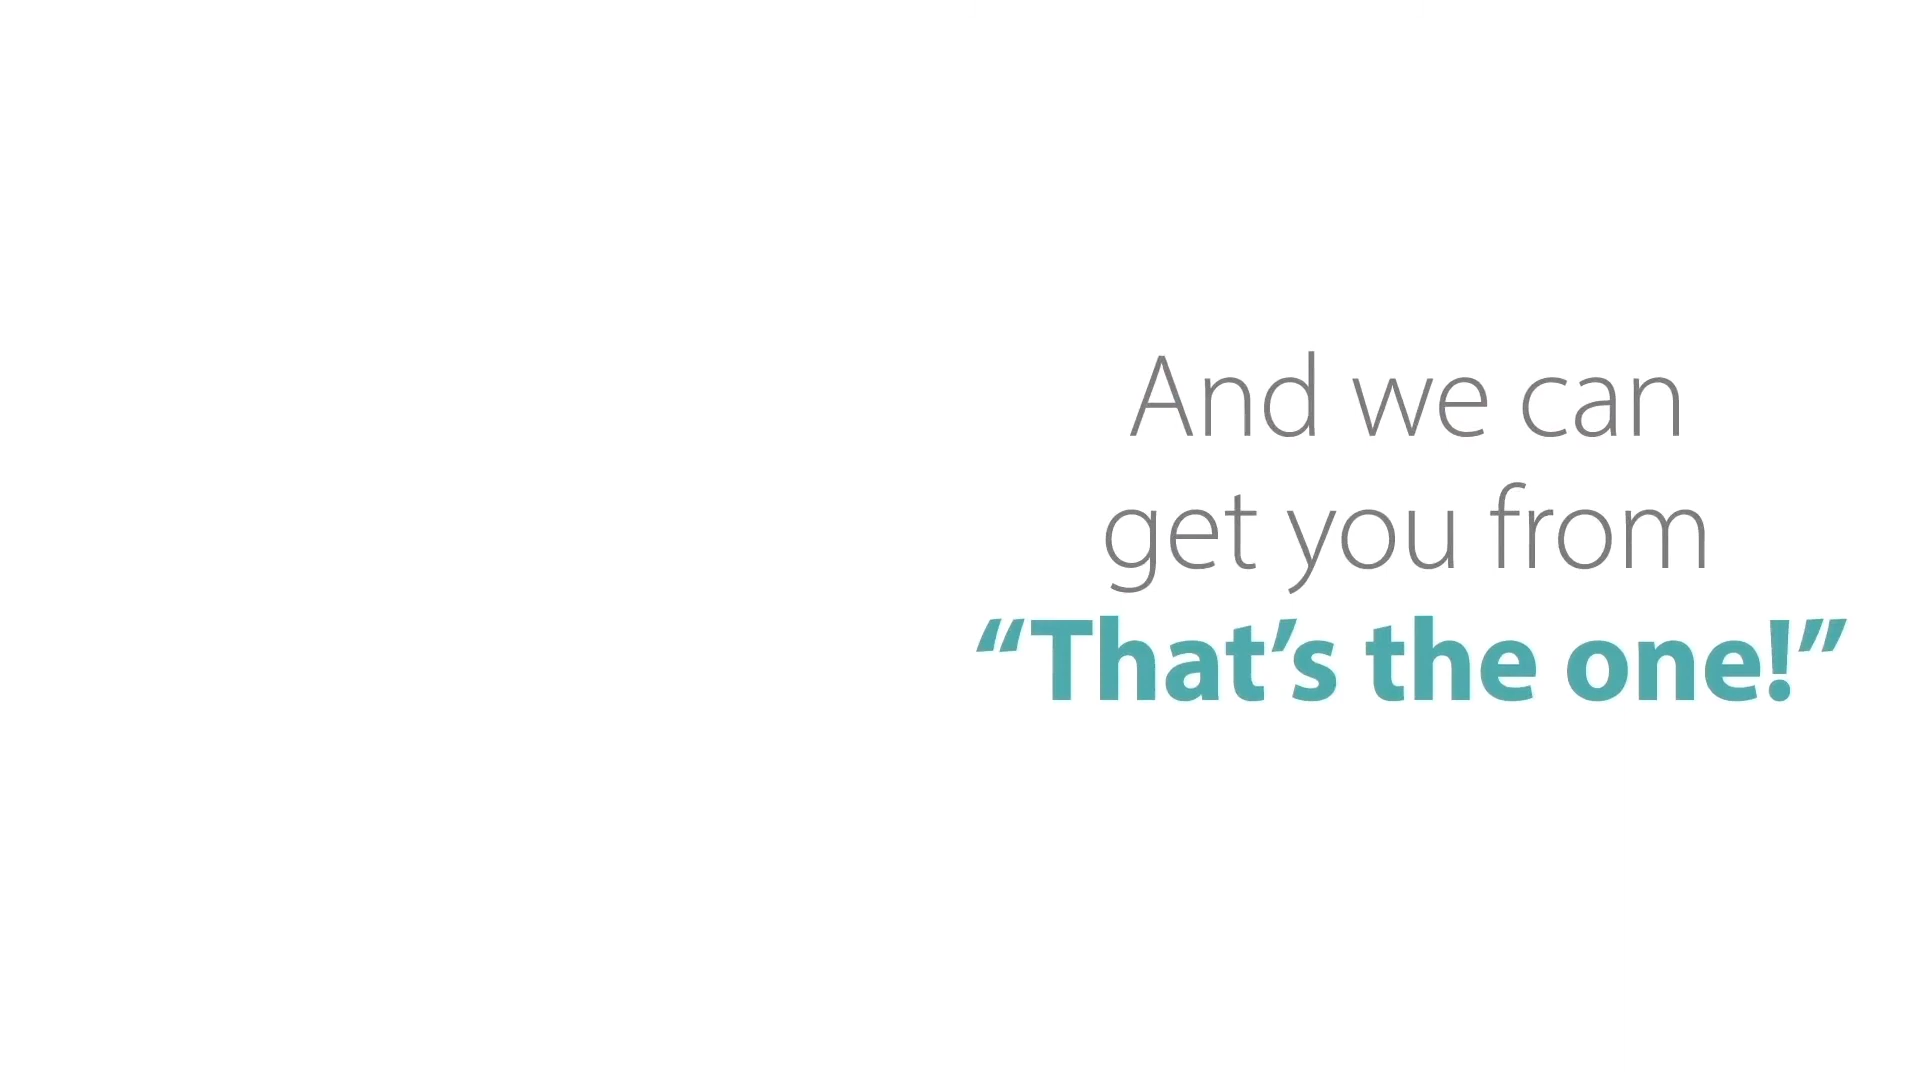 And we can
get you from
“That’s the one!”